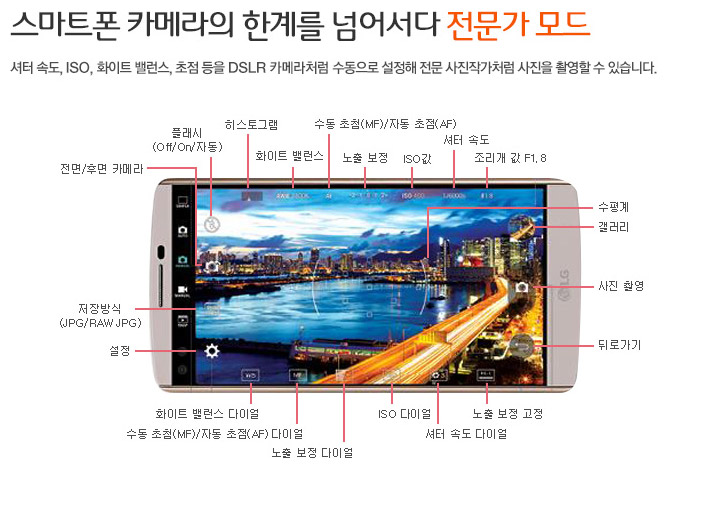 스마트폰 카메라의 한계를 넘어서다 전문가 모드
셔터 속도, ISO, 화이트 밸런스, 초점 등을 DSLR 카메라처럼 수동으로 설정해 전문 사진작가처럼 사진을 촬영할 수 있습니다.
히스토그램
수동 초첨(MF)/자동 초점(AF)
플래시
(Off/On/자동)
셔터 속도
화이트 밸런스
노출 보정
ISO값
조리개 값 F1.8
전면/후면 카메라
수평계
갤러리
사진 촬영
LG
저장방식
(JPG/RAW JPG)
설정
뒤로가기
화이트 밸런스 다이얼
ISO 다이얼
노출 보정 고정
수동 초첨(MF)/자동 초점(AF) 다이얼
셔터 속도 다이얼
노출 보정 다이얼